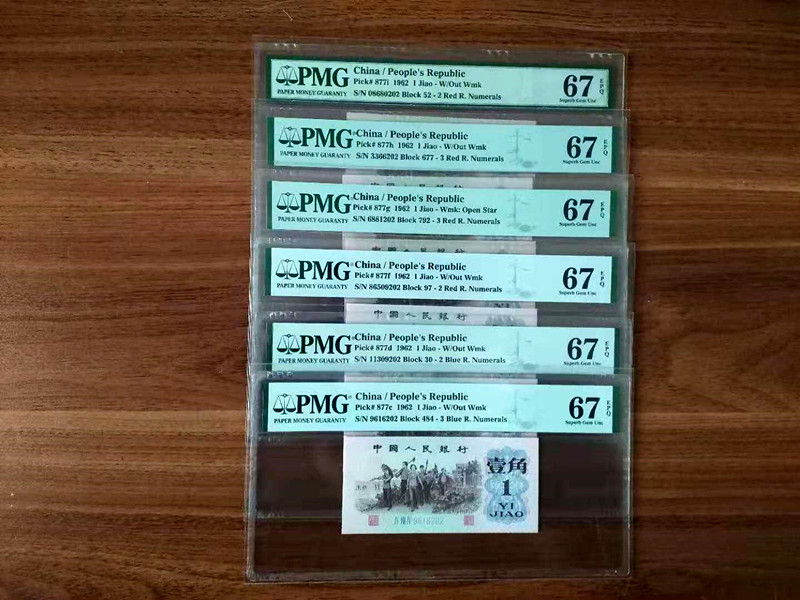 PMG
PAPER MONEY GUARANTY
China / People's Republic
Pick# 877i 1962 1 Jiao - W/Out Wmk
S/N 08680202 Block 52 - 2 Red R. Numerals
67 EPQ
Superb Gem Unc
PMG
PAPER MONEY GUARANTY
China / People's Republic
Pick# 877h 1962 1 Jiao - W/Out Wmk
S/N 3366202 Block 677 - 3 Red R. Numerals
67 EPQ
Superb Gem Unc
PMG
PAPER MONEY GUARANTY
China / People's Republic
Pick# 877g 1962 1 Jiao - Wmk: Open Star
S/N 6881202 Block 792 - 3 Red R. Numerals
67 EPQ
Superb Gem Unc
PMG
PAPER MONEY GUARANTY
China / People's Republic
Pick# 877f 1962 1 Jiao - W/Out Wmk
S/N 86509202 Block 97 - 2 Red R. Numerals
67 EPQ
Superb Gem Unc
中國人民銀行
PMG
PAPER MONEY GUARANTY
China / People's Republic
Pick# 877d 1962 1 Jiao - W/Out Wmk
S/N 11309202 Block 30 - 2 Blue R. Numerals
67 EPQ
Superb Gem Unc
PMG
PAPER MONEY GUARANTY
China / People's Republic
Pick# 877c 1962 1 Jiao - W/Out Wmk
S/N 9616202 Block 484 - 3 Blue R. Numerals
67 EPQ
Superb Gem Unc
中國人民銀行
壹角
1
YI
JIAO
9616202